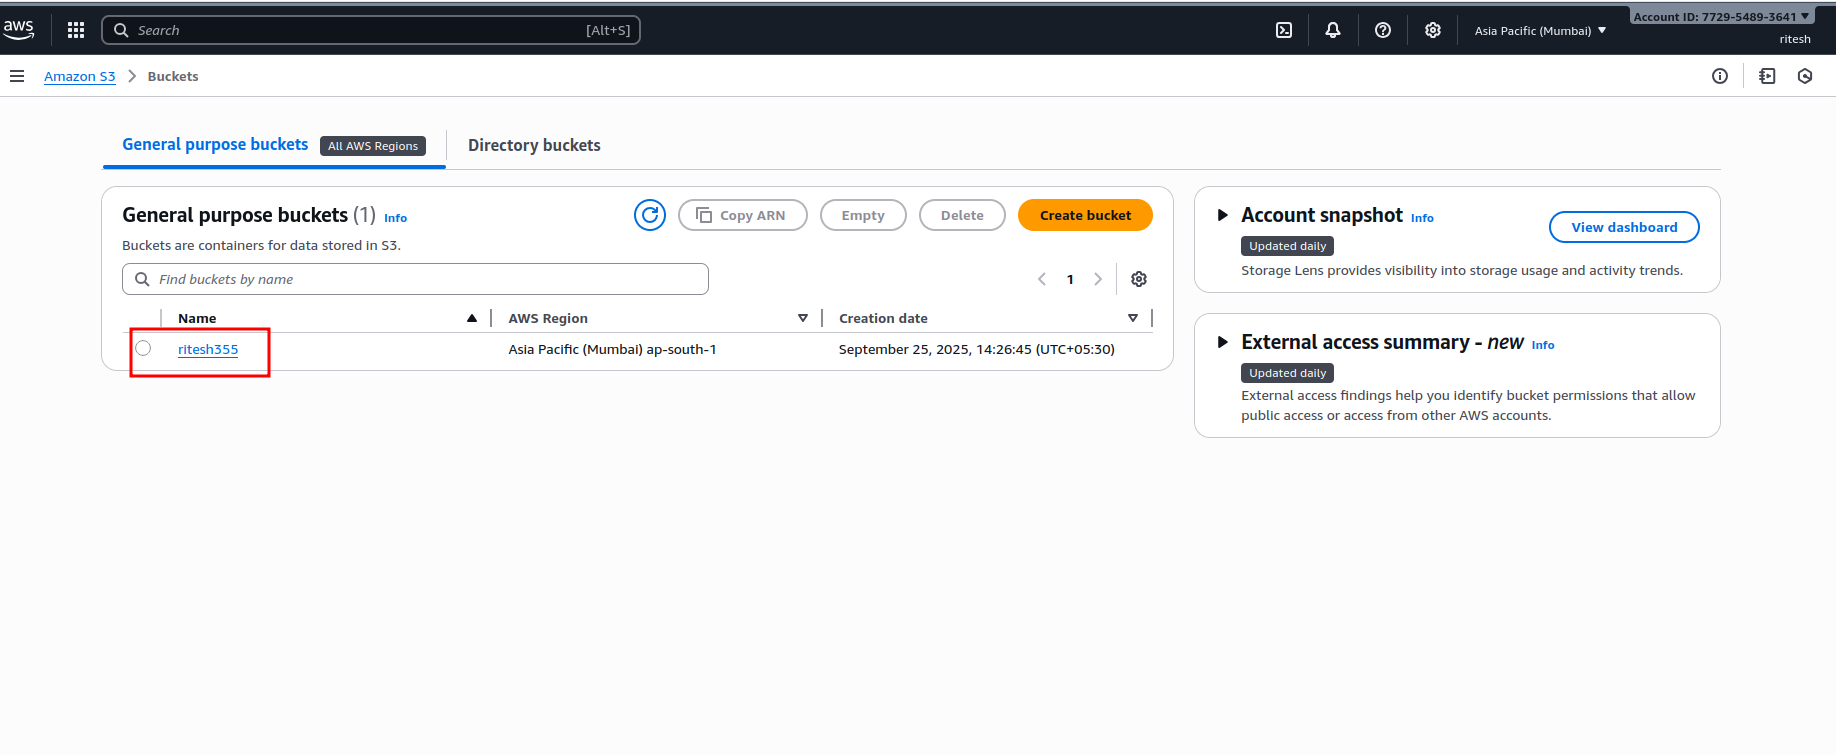 aws
Search [Alt+S]
Asia Pacific (Mumbai)
Account ID: 7729-5489-3641
ritesh
Amazon S3 > Buckets
General purpose buckets All AWS Regions Directory buckets
General purpose buckets (1) Info
Copy ARN Empty Delete Create bucket
Buckets are containers for data stored in S3.
Find buckets by name
1
Name AWS Region Creation date
ritesh355 Asia Pacific (Mumbai) ap-south-1 September 25, 2025, 14:26:45 (UTC+05:30)
Account snapshot Info
View dashboard
Updated daily
Storage Lens provides visibility into storage usage and activity trends.
External access summary - new Info
Updated daily
External access findings help you identify bucket permissions that allow
public access or access from other AWS accounts.